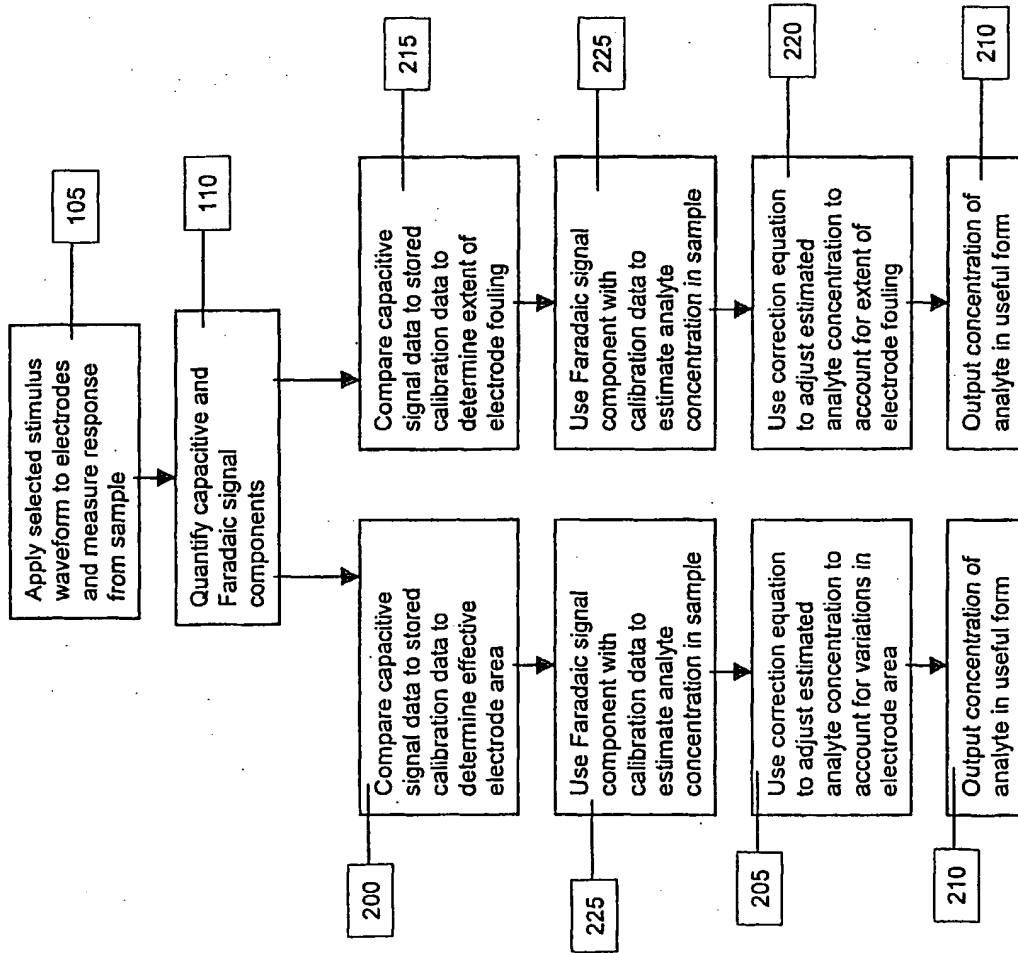 Apply selected stimulus
waveform to electrodes
and measure response
from sample
105
Quantify capacitive and
Faradaic signal
components
110
Compare capacitive
signal data to stored
calibration data to
determine effective
electrode area
200
Use Faradaic signal
component with
calibration data to
estimate analyte
concentration in sample
225
Use correction equation
to adjust estimated
analyte concentration to
account for variations in
electrode area
205
Output concentration of
analyte in useful form
210
Compare capacitive
signal data to stored
calibration data to
determine extent of
electrode fouling
215
Use Faradaic signal
component with
calibration data to
estimate analyte
concentration in sample
225
Use correction equation
to adjust estimated
analyte concentration to
account for extent of
electrode fouling
220
Output concentration of
analyte in useful form
210